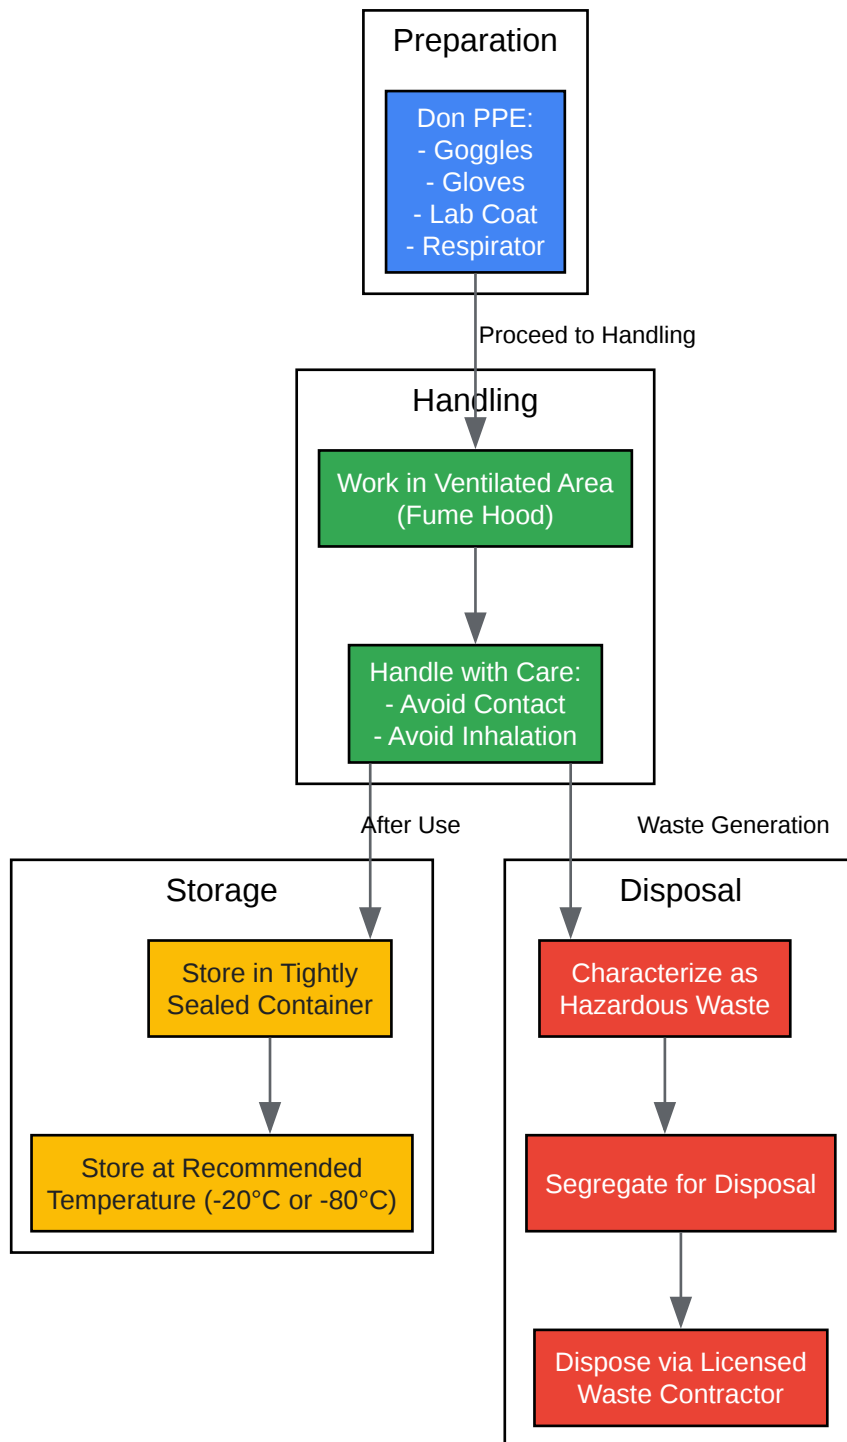 Preparation
Don PPE:
- Goggles
- Gloves
- Lab Coat
- Respirator
Proceed to Handling
Handling
Work in Ventilated Area
(Fume Hood)
Handle with Care:
- Avoid Contact
- Avoid Inhalation
After Use
Waste Generation
Storage
Store in Tightly
Sealed Container
Store at Recommended
Temperature (-20°C or -80°C)
Disposal
Characterize as
Hazardous Waste
Segregate for Disposal
Dispose via Licensed
Waste Contractor